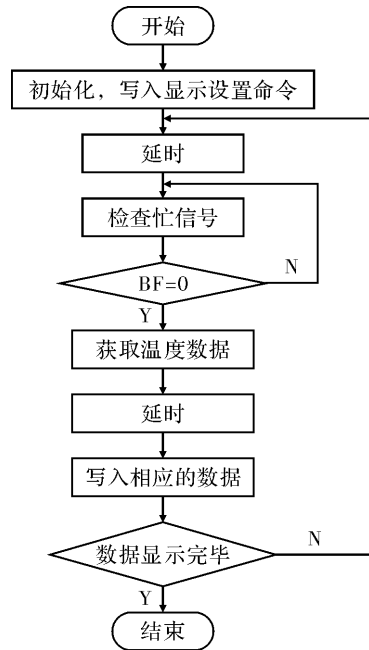 开始
初始化，写入显示设置命令
延时
检查忙信号
BF=0
N
Y
获取温度数据
延时
写入相应的数据
数据显示完毕
N
Y
结束